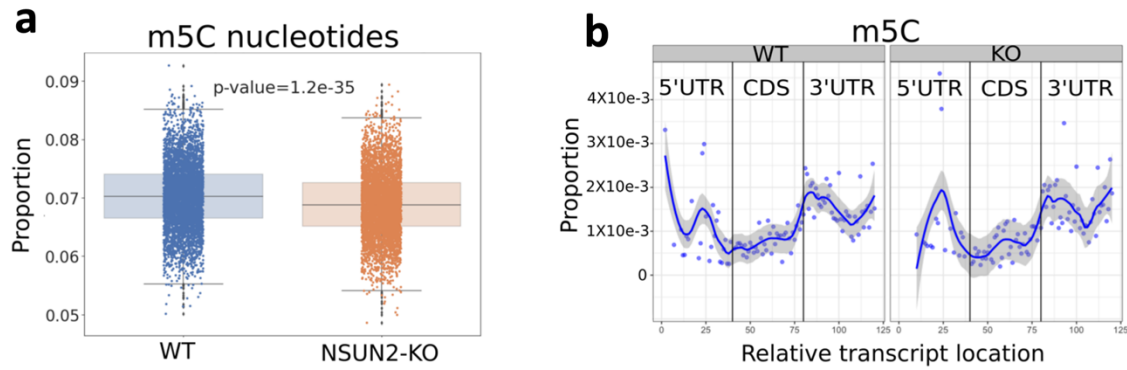 a
m5C nucleotides
p-value=1.2e-35
Proportion
0.09
0.08
0.07
0.06
0.05
WT
NSUN2-KO
b
m5C
WT
KO
5'UTR
CDS
3'UTR
5'UTR
CDS
3'UTR
Proportion
4X10e-3
3X10e-3
2X10e-3
1X10e-3
0
0
25
50
75
100
125
0
25
50
75
100
125
Relative transcript location